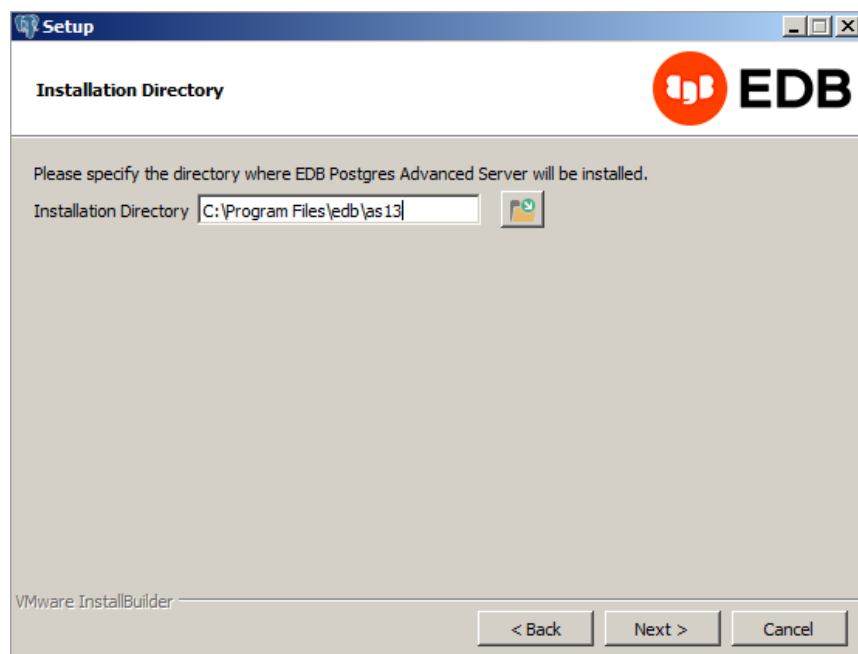 Setup
Installation Directory
EDB
Please specify the directory where EDB Postgres Advanced Server will be installed.
Installation Directory C:\Program Files\edb\as13
VMware InstallBuilder
< Back Next > Cancel